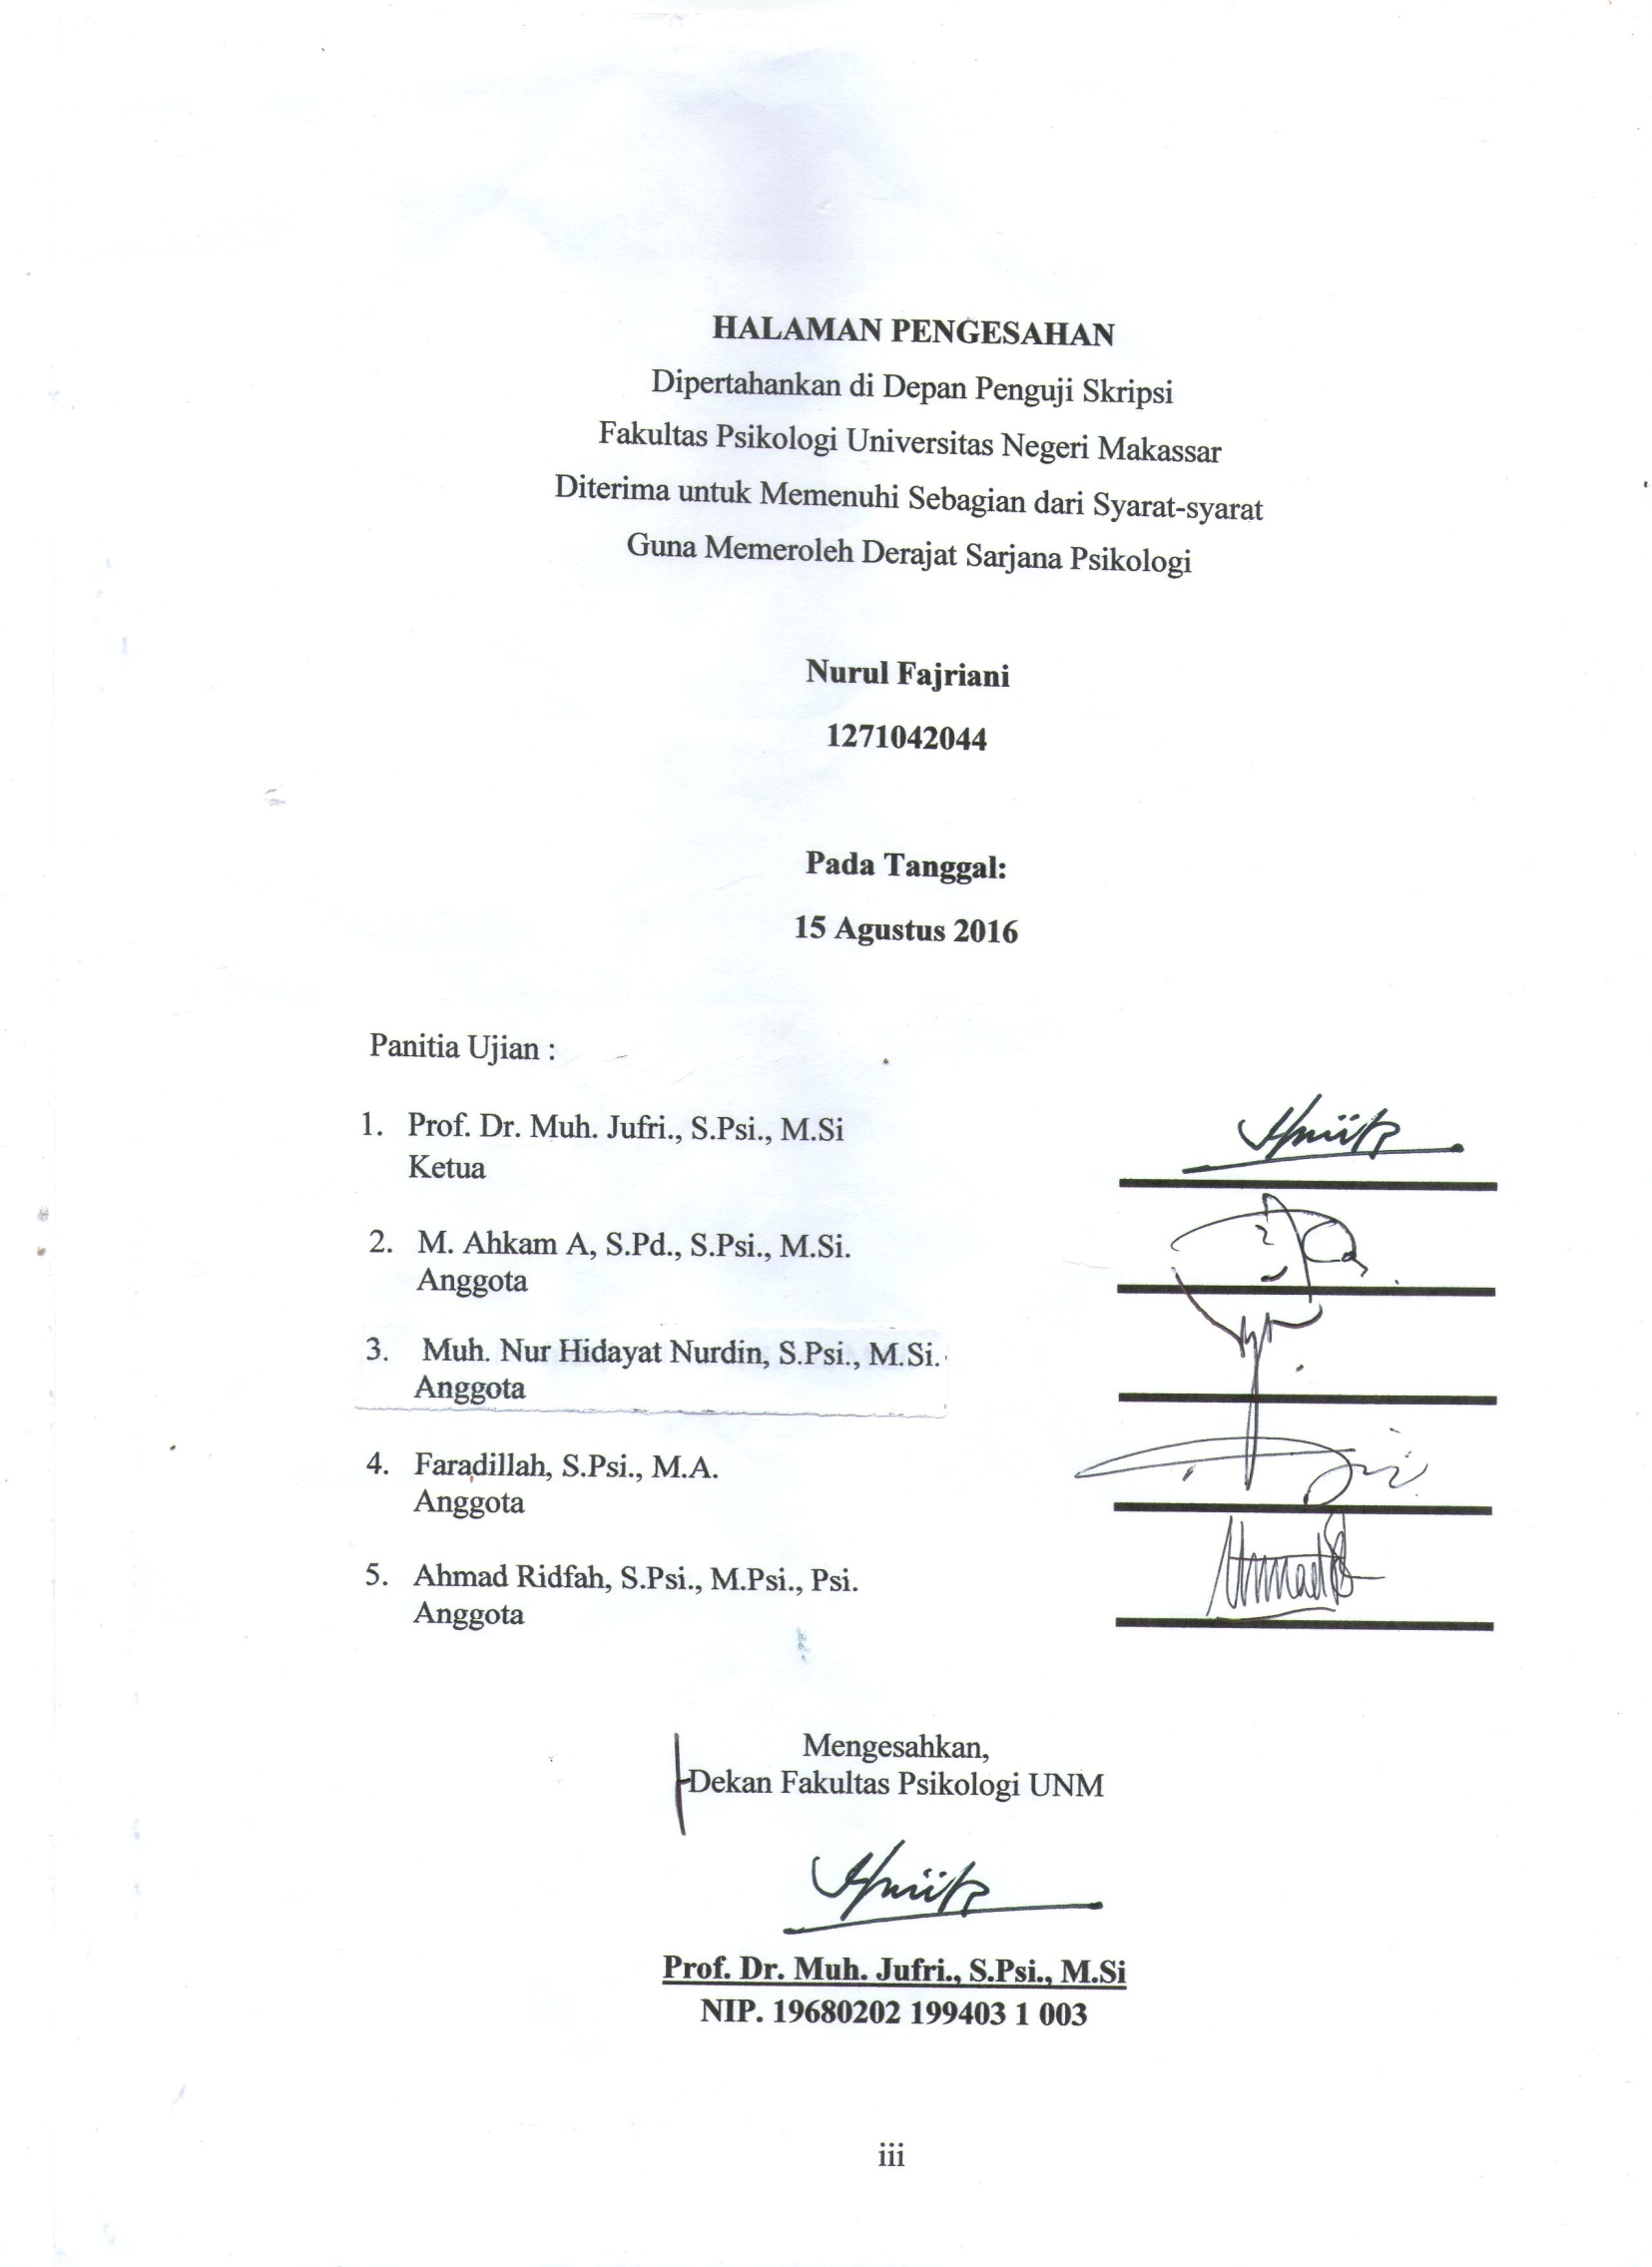 HALAMAN PENGESAHAN
Dipertahankan di Depan Penguji Skripsi
Fakultas Psikologi Universitas Negeri Makassar
Diterima untuk Memenuhi Sebagian dari Syarat-syarat
Guna Memeroleh Derajat Sarjana Psikologi
Nurul Fajriani
1271042044
Pada Tanggal:
15 Agustus 2016
Panitia Ujian :
1. Prof. Dr. Muh. Jufri., S.Psi., M.Si
Ketua
2. M. Ahkam A, S.Pd., S.Psi., M.Si.
Anggota
3. Muh. Nur Hidayat Nurdin, S.Psi., M.Si.
Anggota
4. Faradillah, S.Psi., M.A.
Anggota
5. Ahmad Ridfah, S.Psi., M.Psi., Psi.
Anggota
Mengesahkan,
Dekan Fakultas Psikologi UNM
Prof. Dr. Muh. Jufri., S.Psi., M.Si
NIP. 19680202 199403 1 003
iii